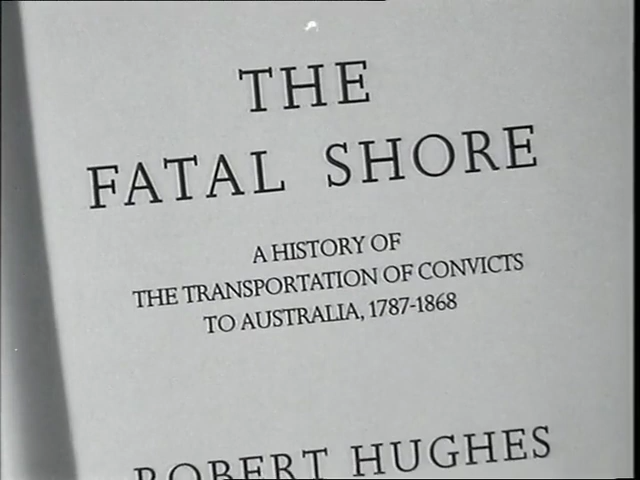 THE
FATAL SHORE
A HISTORY OF
THE TRANSPORTATION OF CONVICTS
TO AUSTRALIA, 1787-1868
ROBERT HUGHES